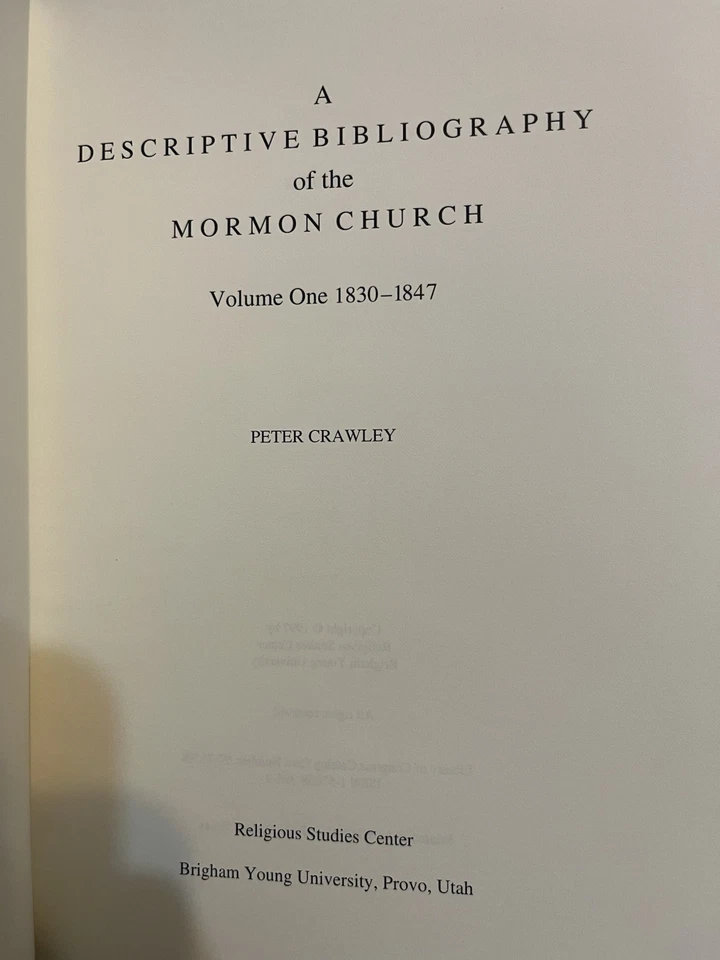 A
DESCRIPTIVE BIBLIOGRAPHY
of the
MORMON CHURCH
Volume One 1830–1847
PETER CRAWLEY
Religious Studies Center
Brigham Young University, Provo, Utah